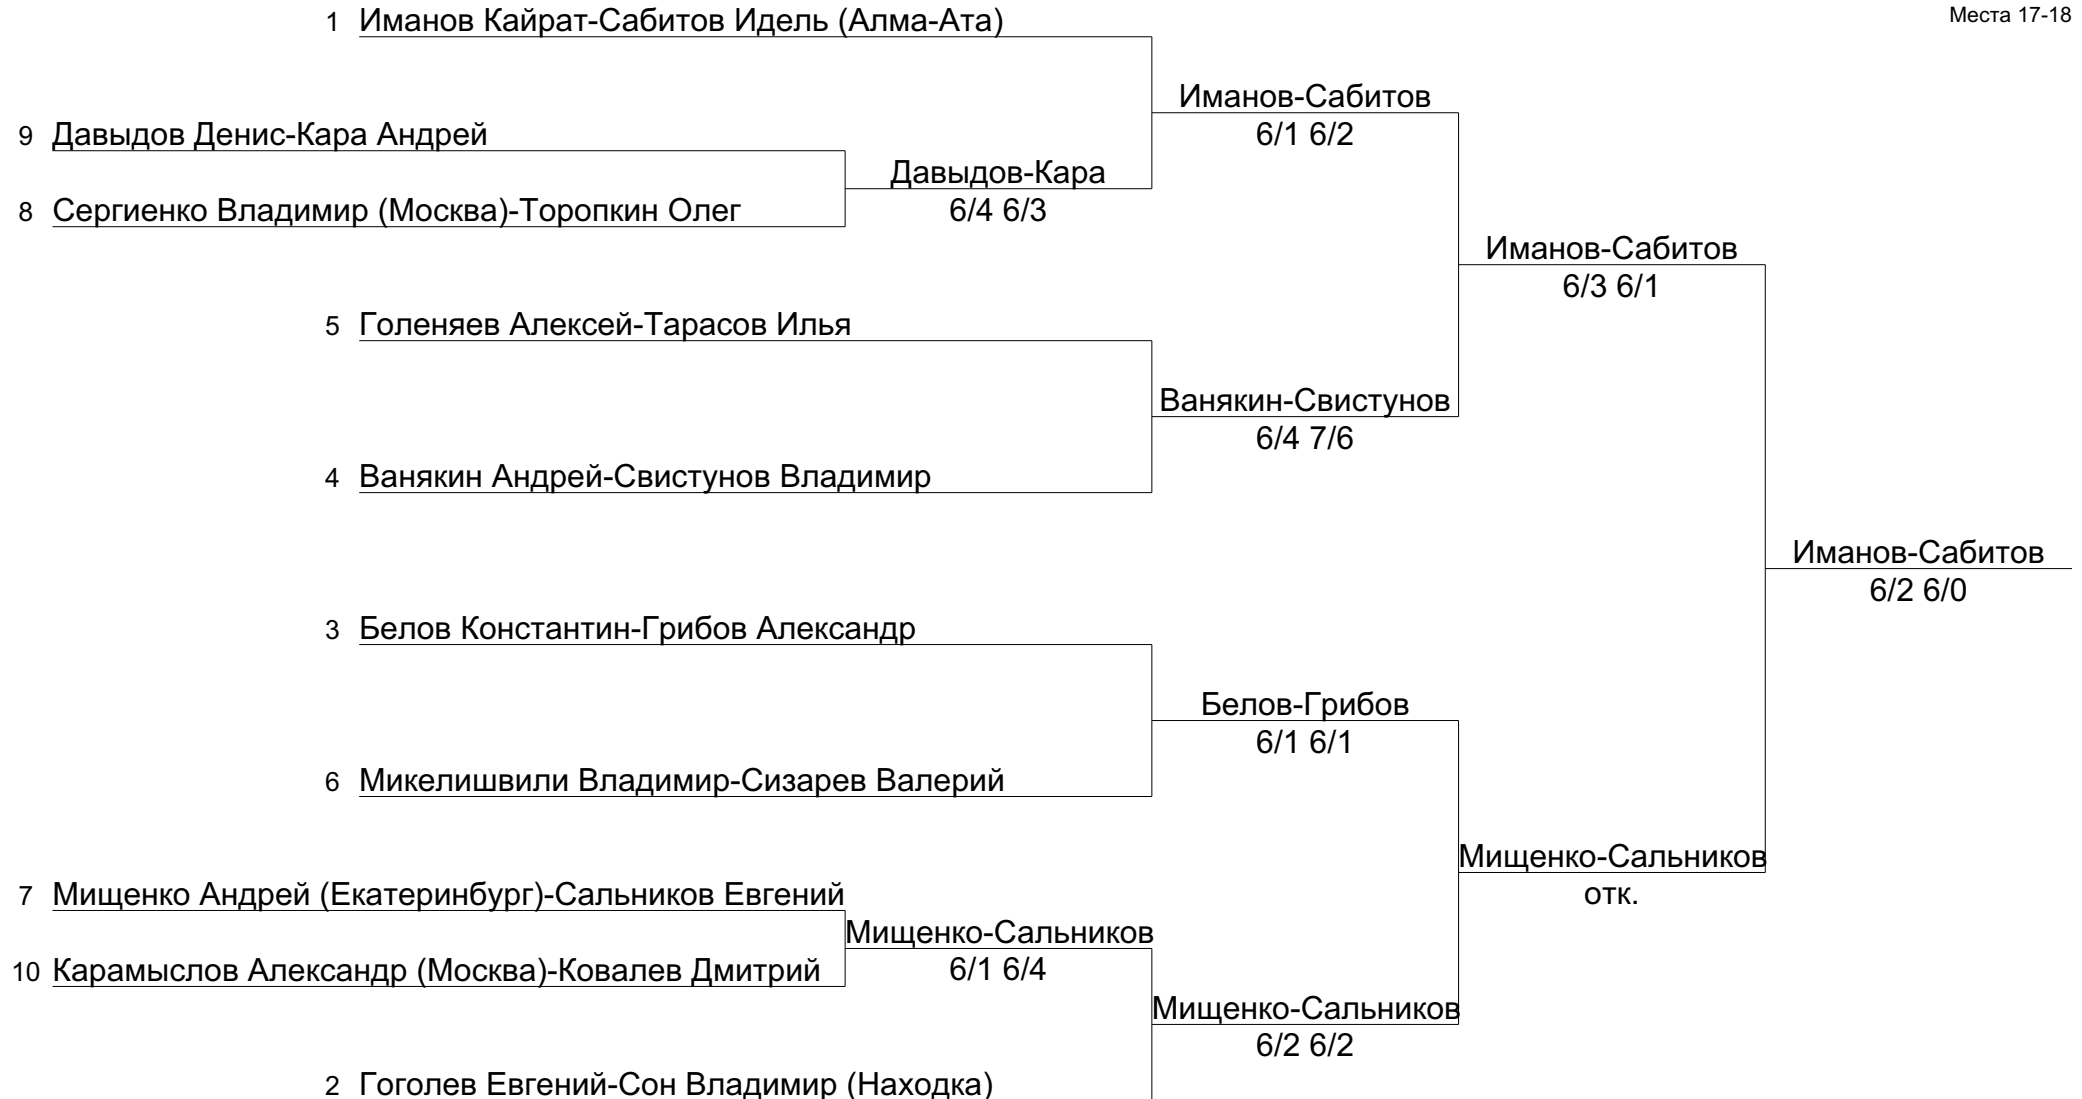 1 Иманов Кайрат-Сабитов Идель (Алма-Ата)
Места 17-18
Иманов-Сабитов
6/1 6/2
9 Давыдов Денис-Кара Андрей
Давыдов-Кара
6/4 6/3
8 Сергиенко Владимир (Москва)-Торопкин Олег
Иманов-Сабитов
6/3 6/1
5 Голеняев Алексей-Тарасов Илья
Ванякин-Свистунов
6/4 7/6
4 Ванякин Андрей-Свистунов Владимир
Иманов-Сабитов
6/2 6/0
3 Белов Константин-Грибов Александр
Белов-Грибов
6/1 6/1
6 Микелишвили Владимир-Сизарев Валерий
Мищенко-Сальников
отк.
7 Мищенко Андрей (Екатеринбург)-Сальников Евгений
Мищенко-Сальников
6/1 6/4
10 Карамыслов Александр (Москва)-Ковалев Дмитрий
Мищенко-Сальников
6/2 6/2
2 Гоголев Евгений-Сон Владимир (Находка)